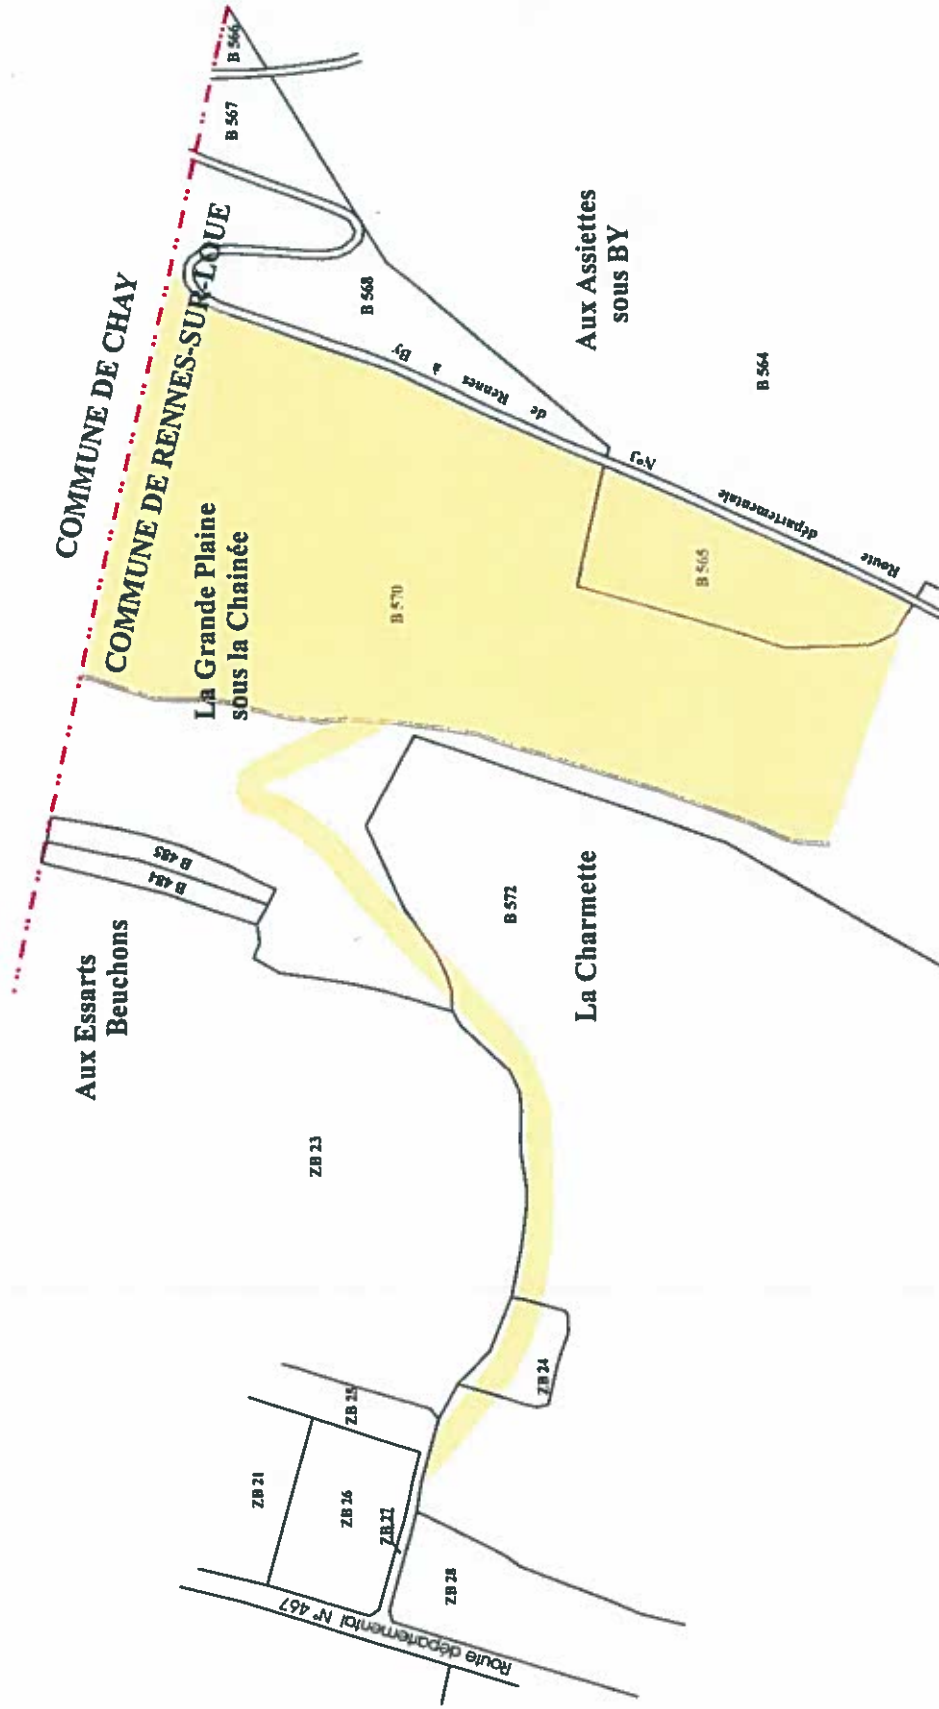 COMMUNE DE CHAY
COMMUNE DE RENNES-SUR-LOUE
Aux Essarts
Beuchons
B 484
B 485
La Grande Plaine
sous la Chainée
B 566
B 567
B 568
B 570
B 565
B 564
Aux Assiettes
sous BY
Route départementale N°3 de Rennes à By
B 572
La Charmette
ZB 23
ZB 24
ZB 25
ZB 21
ZB 26
ZB 27
ZB 28
Route départemental N° 467